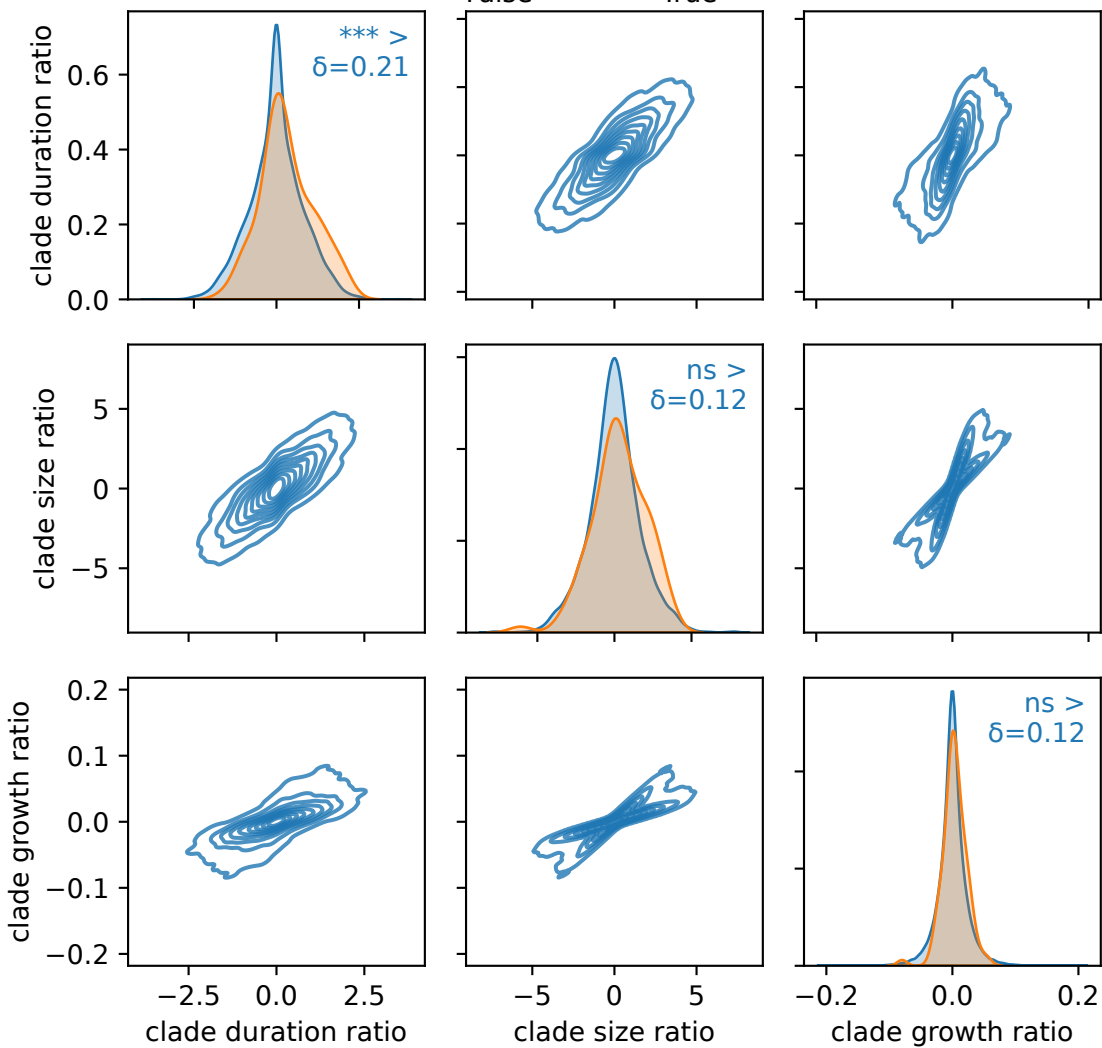 clade duration ratio
0.6
0.4
0.2
0.0
*** >
δ=0.21
clade size ratio
5
0
−5
ns >
δ=0.12
clade growth ratio
0.2
0.1
0.0
−0.1
−0.2
ns >
δ=0.12
−2.5 0.0 2.5
−5 0 5
−0.2 0.0 0.2
clade duration ratio
clade size ratio
clade growth ratio